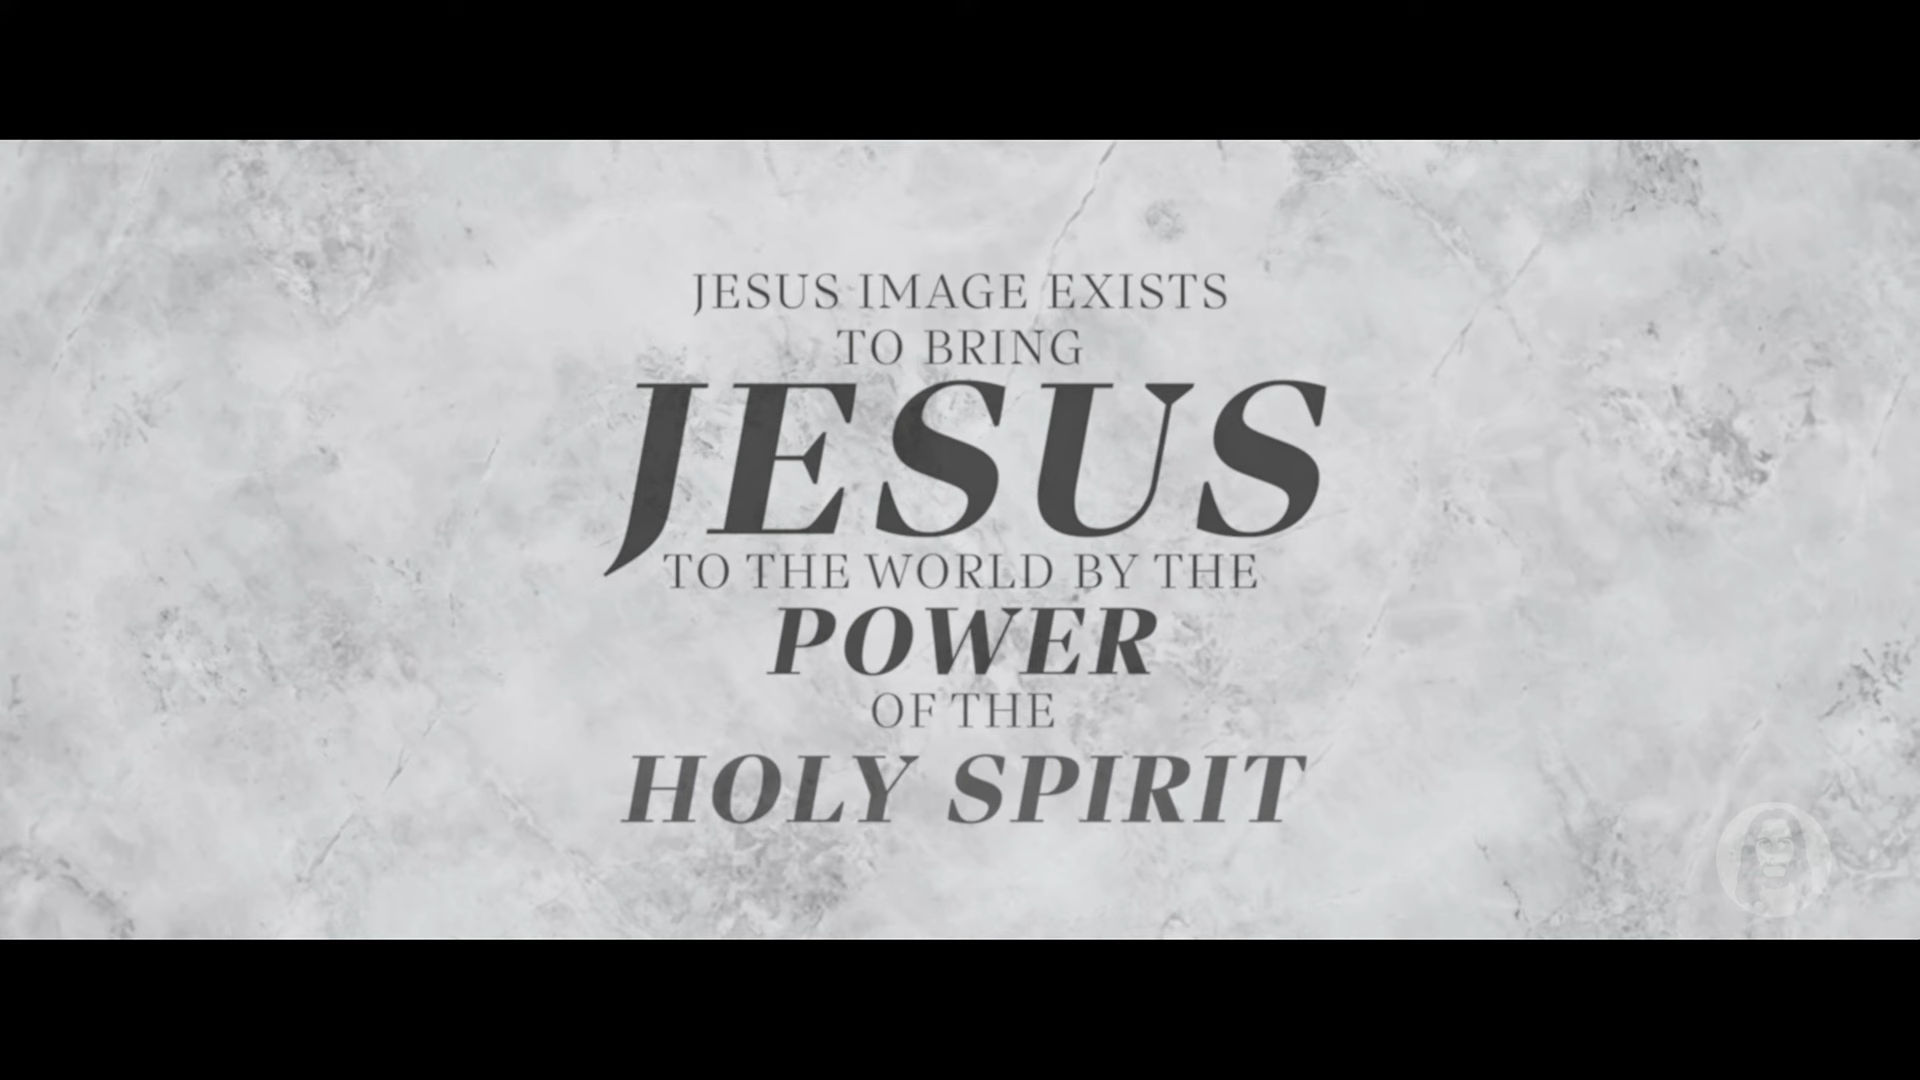 JESUS IMAGE EXISTS
TO BRING
JESUS
TO THE WORLD BY THE
POWER
OF THE
HOLY SPIRIT